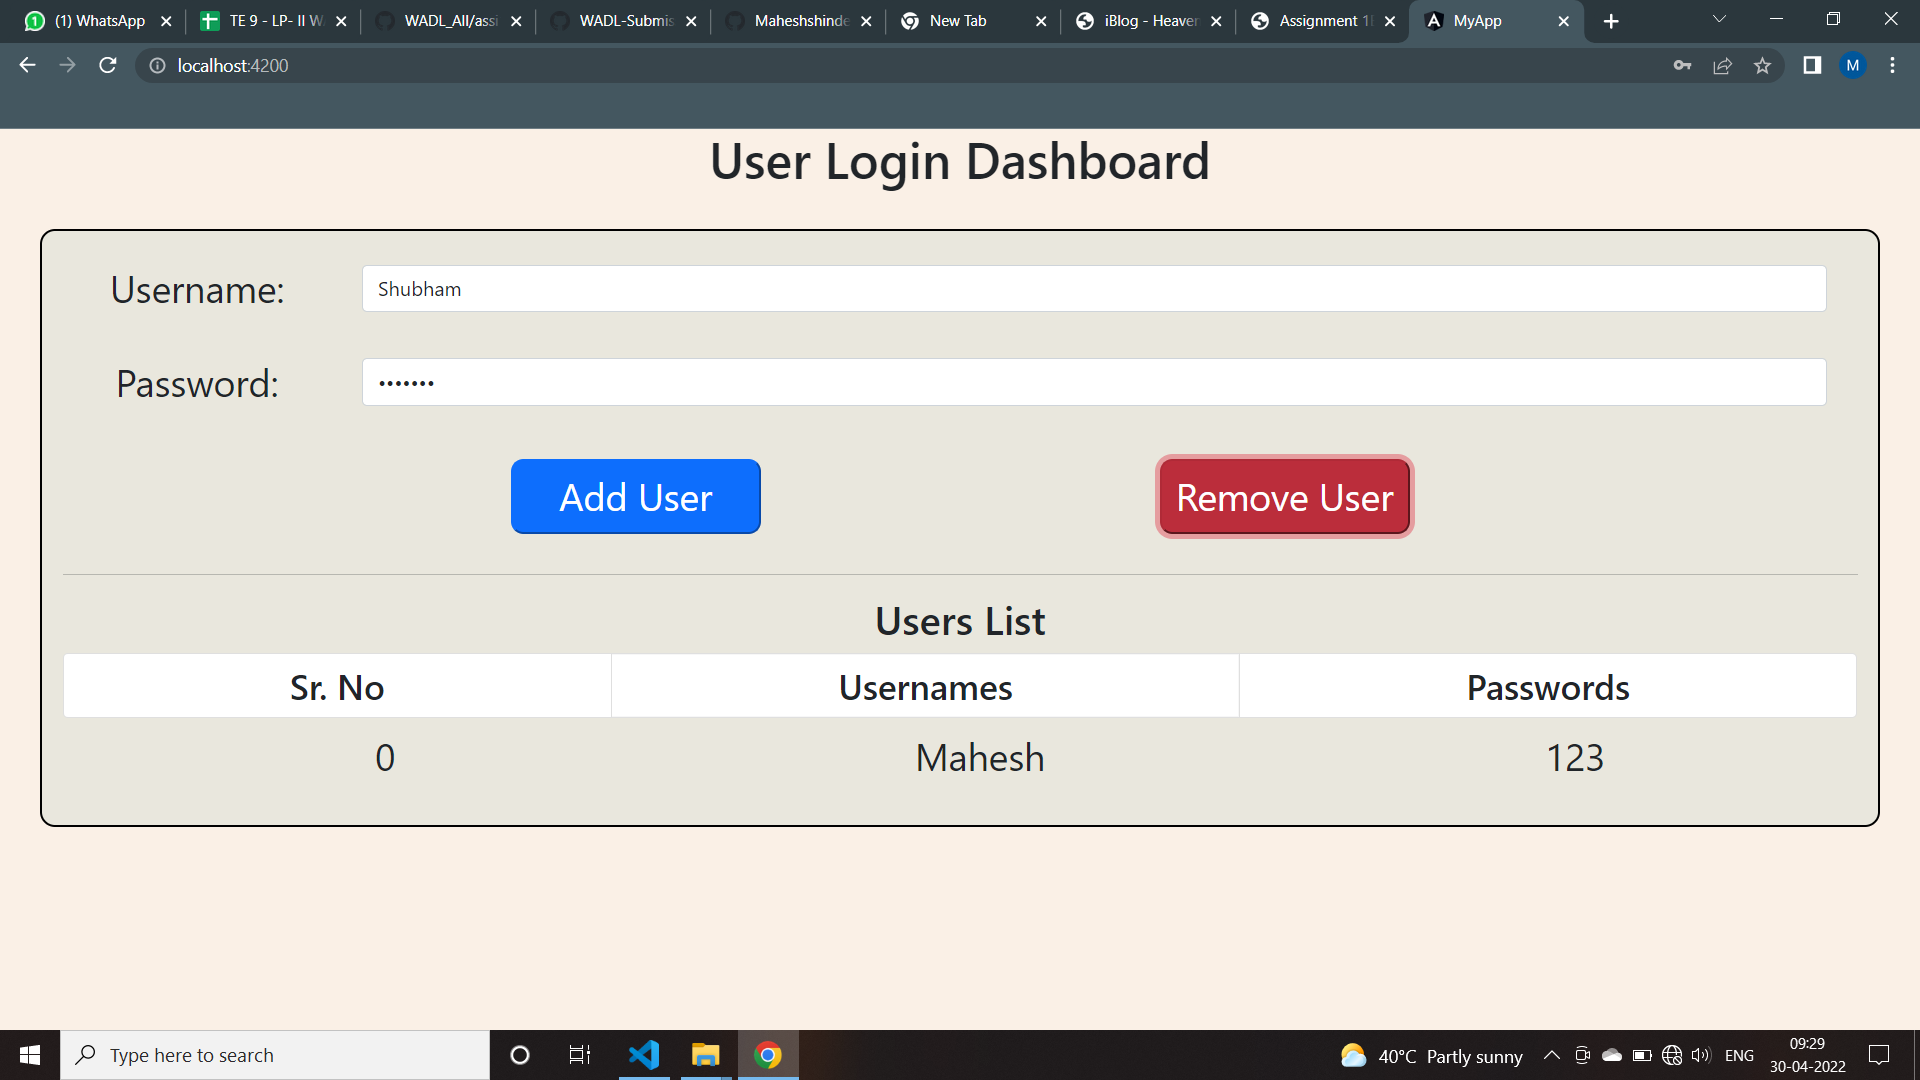 (1) WhatsApp
TE 9 - LP- II W
WADL_All/assi
WADL-Submis
Maheshshinde
New Tab
iBlog - Heaven
Assignment 1
MyApp
localhost:4200
M
User Login Dashboard
Username:
Shubham
Password:
•••••••
Add User
Remove User
Users List
Sr. No Usernames Passwords
0 Mahesh 123
Type here to search
40°C Partly sunny
ENG
09:29
30-04-2022